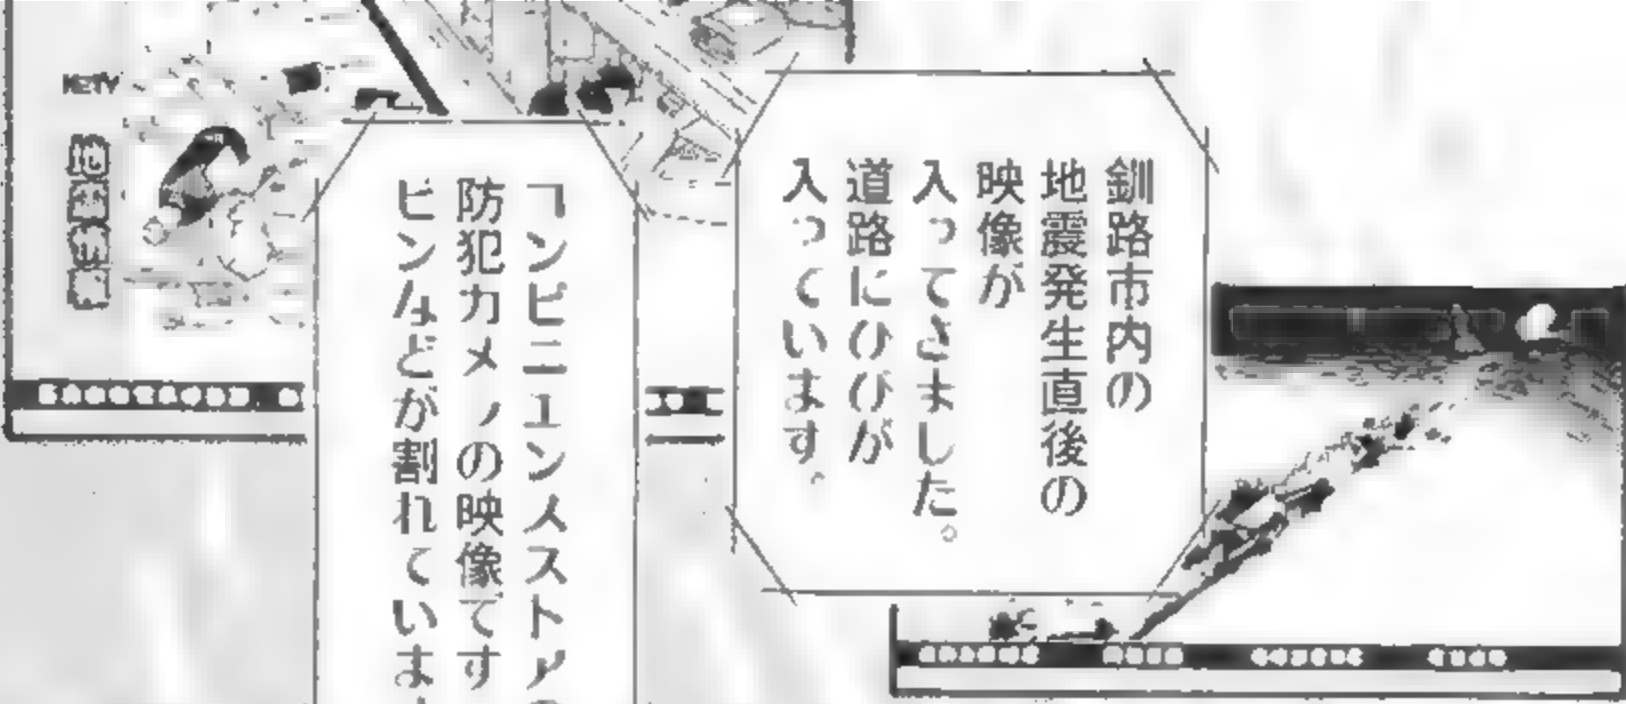 釧路市内の
地震発生直後の
映像が
入ってきました。
道路にひびが
入っています。
コンビニエンスストアの
防犯カメラの映像です
ビンなどが割れていま